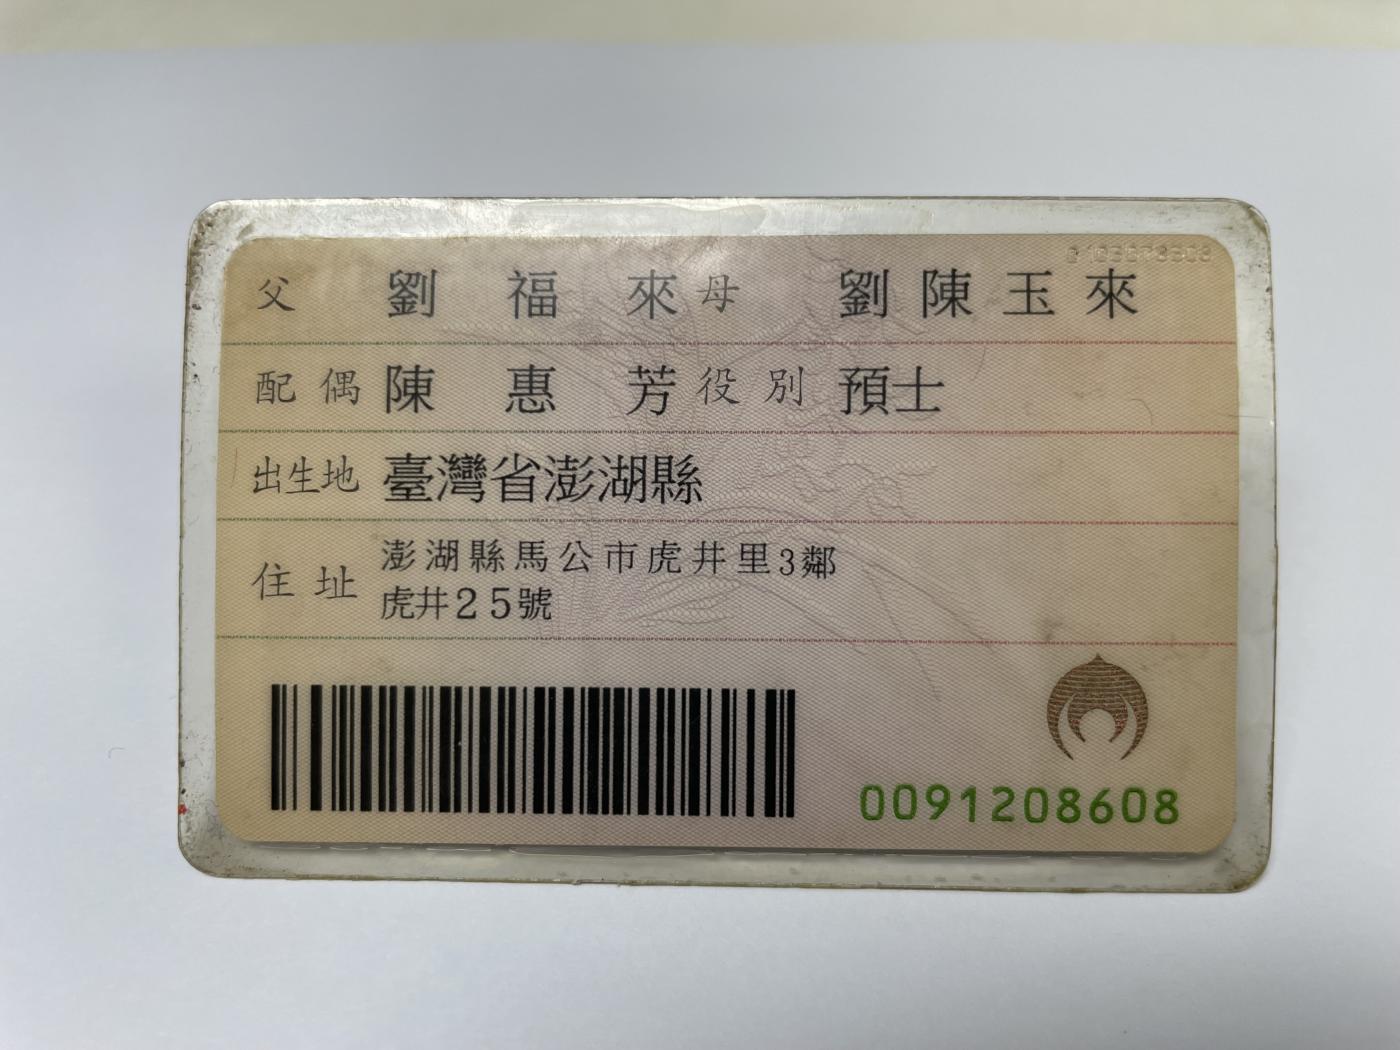 父 劉福來 母 劉陳玉來
配偶 陳惠芳 役別 預士
出生地 臺灣省澎湖縣
住址 澎湖縣馬公市虎井里3鄰
虎井25號
0091208608